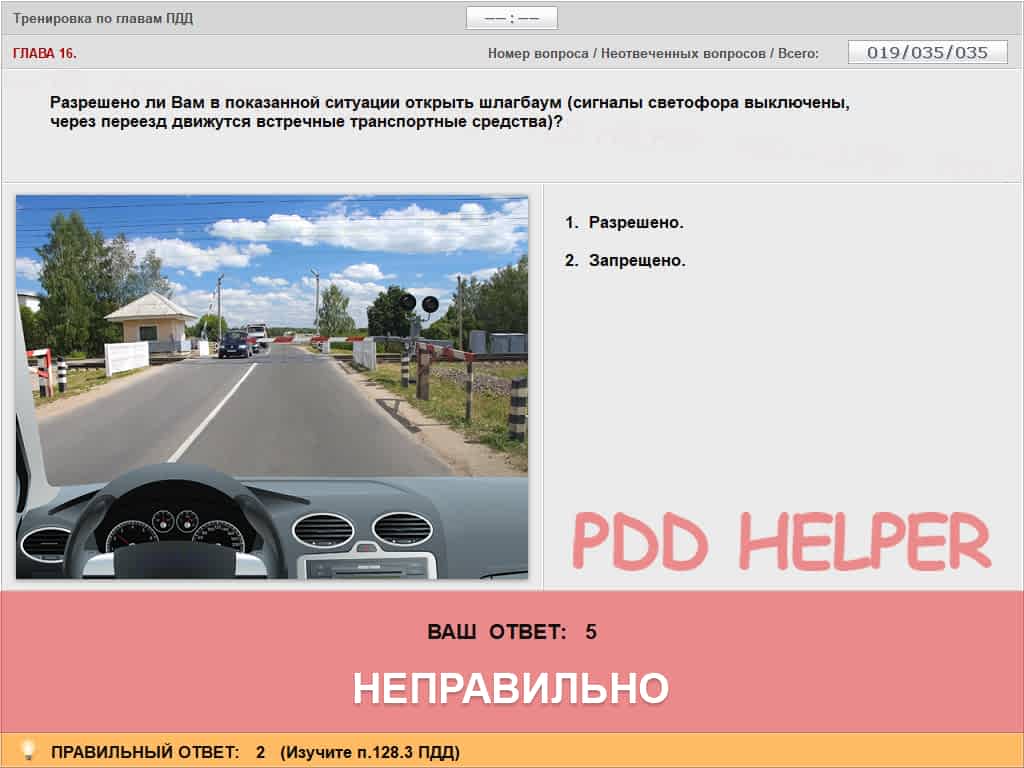 Тренировка по главам ПДД
—— : ——
ГЛАВА 16.
Номер вопроса / Неотвеченных вопросов / Всего:
019/035/035
Разрешено ли Вам в показанной ситуации открыть шлагбаум (сигналы светофора выключены,
через переезд движутся встречные транспортные средства)?
1. Разрешено.
2. Запрещено.
PDD HELPER
ВАШ ОТВЕТ: 5
НЕПРАВИЛЬНО
ПРАВИЛЬНЫЙ ОТВЕТ: 2 (Изучите п.128.3 ПДД)